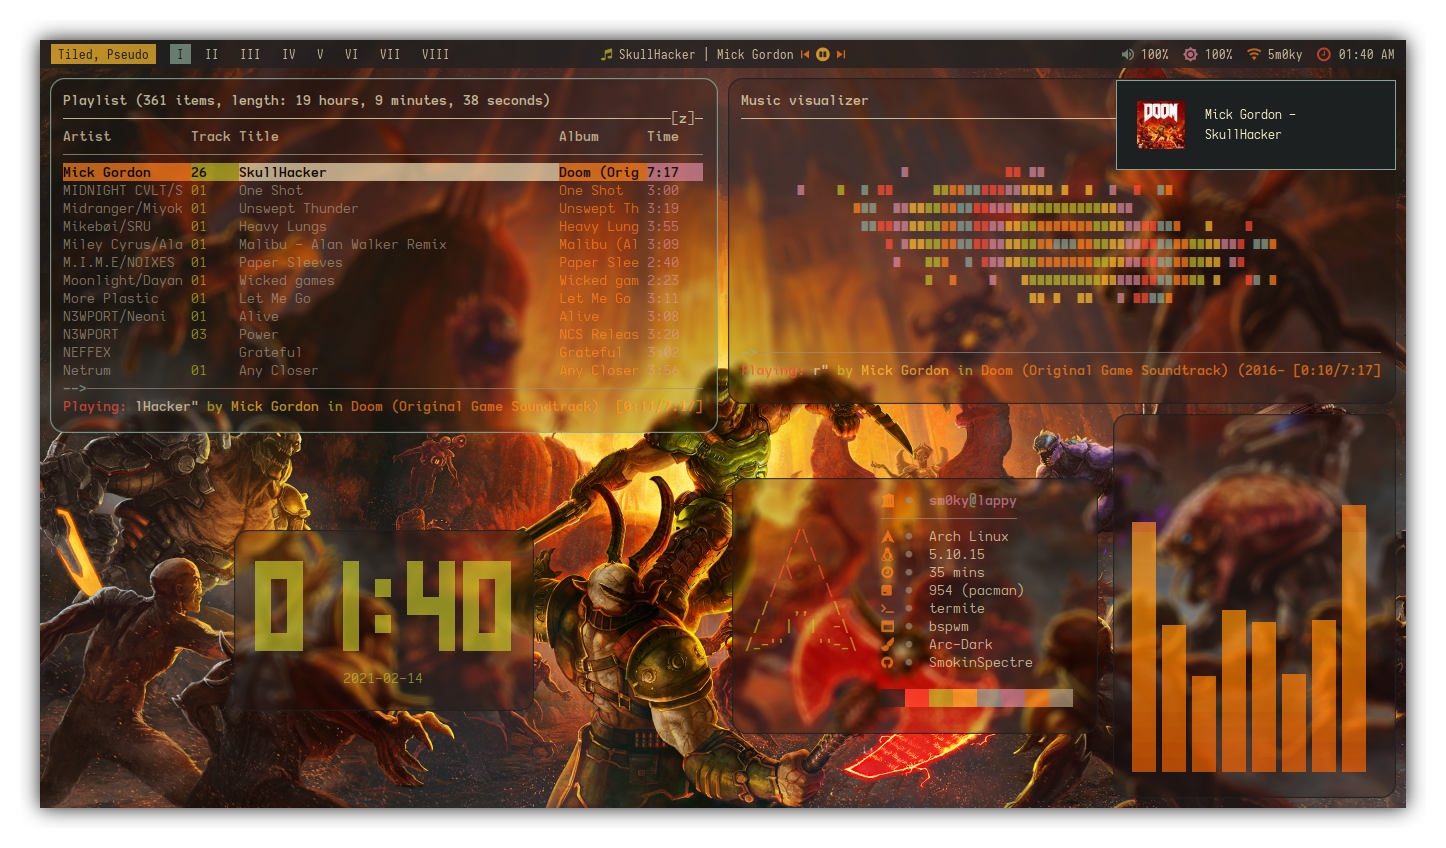 Tiled, Pseudo I II III IV V VI VII VIII SkullHacker | Mick Gordon 100% 100% 5m0ky 01:40 AM
Playlist (361 items, length: 19 hours, 9 minutes, 38 seconds)
[z]
Artist Track Title Album Time
Mick Gordon 26 SkullHacker Doom (Orig 7:17
MIDNIGHT CVLT/S 01 One Shot One Shot 3:00
Midranger/Miyok 01 Unswept Thunder Unswept Th 3:19
Mikebøi/SRU 01 Heavy Lungs Heavy Lung 3:55
Miley Cyrus/Ala 01 Malibu - Alan Walker Remix Malibu (Al 3:09
M.I.M.E/NOIXES 01 Paper Sleeves Paper Slee 2:40
Moonlight/Dayan 01 Wicked games Wicked gam 2:23
More Plastic 01 Let Me Go Let Me Go 3:11
N3WPORT/Neoni 01 Alive Alive 3:08
N3WPORT 03 Power NCS Releas 3:20
NEFFEX Grateful Grateful 3:02
Netrum 01 Any Closer Any Closer 3:56
-->
Playing: lHacker" by Mick Gordon in Doom (Original Game Soundtrack) [0:11/7:17]
Music visualizer
Playing: r" by Mick Gordon in Doom (Original Game Soundtrack) (2016- [0:10/7:17]
DOOM
Mick Gordon -
SkullHacker
01:40
2021-02-14
sm0ky@lappy
Arch Linux
5.10.15
35 mins
954 (pacman)
termite
bspwm
Arc-Dark
SmokinSpectre